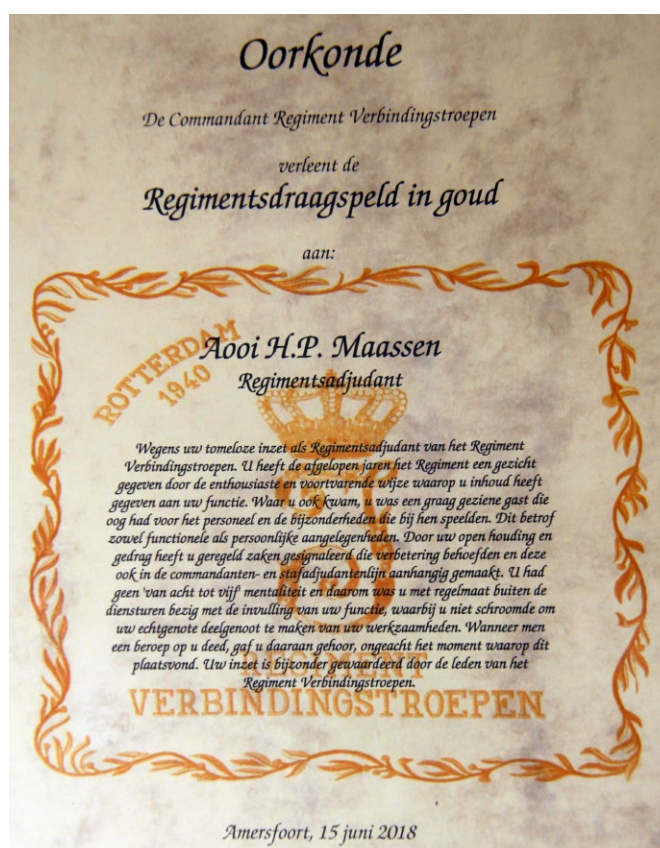 Oorkonde
De Commandant Regiment Verbindingstroepen
verleent de
Regimentsdraagspeld in goud
aan:
ROTTERDAM
1940
Aooi H.P. Maassen
Regimentsadjudant
Wegens uw tomeloze inzet als Regimentsadjudant van het Regiment
Verbindingstroepen. U heeft de afgelopen jaren het Regiment een gezicht
gegeven door de enthousiaste en voortvarende wijze waarop u inhoud heeft
gegeven aan uw functie. Waar u ook kwam, u was een graag geziene gast die
oog had voor het personeel en de bijzonderheden die bij hen speelden. Dit betrof
zowel functionele als persoonlijke aangelegenheden. Door uw open houding en
gedrag heeft u geregeld zaken gesignaleerd die verbetering behoefden en deze
ook in de commandanten- en stafadjudantenlijn aanhangig gemaakt. U had
geen 'van acht tot vijf' mentaliteit en daarom was u met regelmaat buiten de
diensturen bezig met de invulling van uw functie, waarbij u niet schroomde om
uw echtgenote deelgenoot te maken van uw werkzaamheden. Wanneer men
een beroep op u deed, gaf u daaraan gehoor, ongeacht het moment waarop dit
plaatsvond. Uw inzet is bijzonder gewaardeerd door de leden van het
Regiment Verbindingstroepen.
REGIMENT
VERBINDINGSTROEPEN
Amersfoort, 15 juni 2018